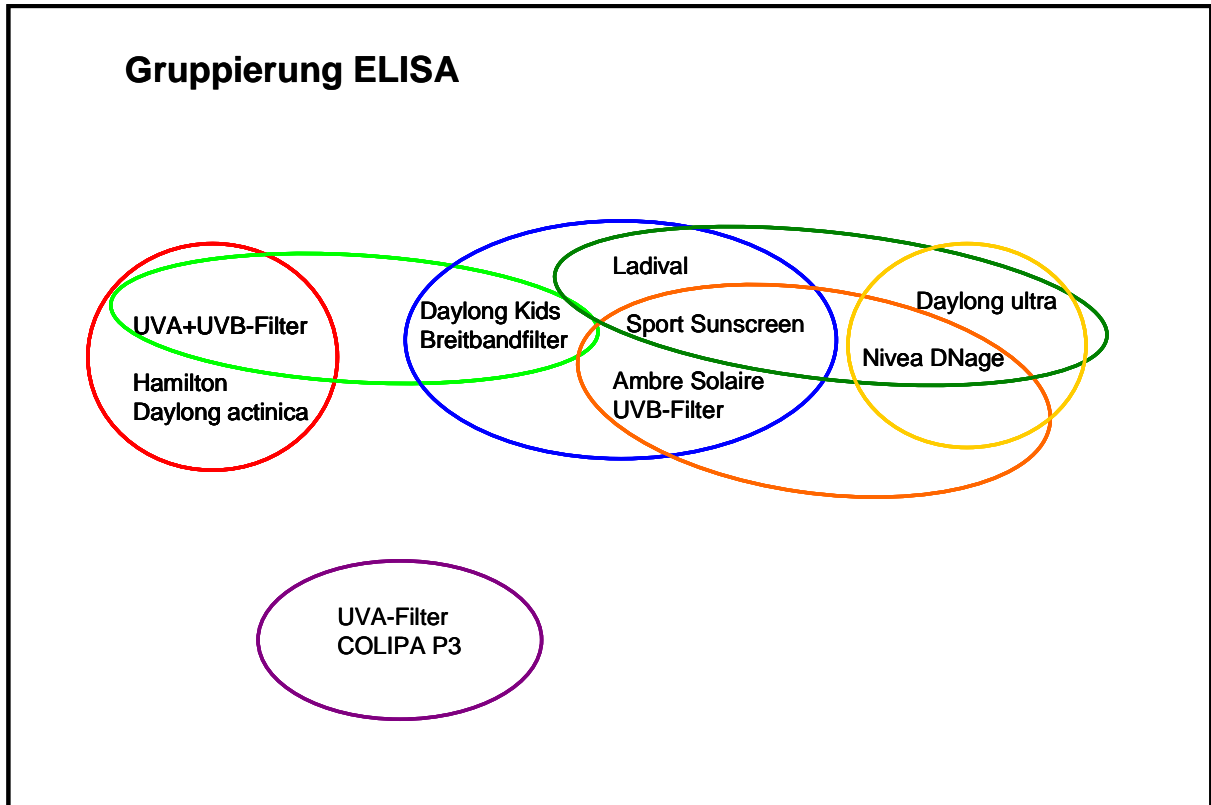 Gruppierung ELISA
UVA+UVB-Filter
Hamilton
Daylong actinica
Daylong Kids
Breitbandfilter
Ladival
Sport Sunscreen
Ambre Solaire
UVB-Filter
Daylong ultra
Nivea DNage
UVA-Filter
COLIPA P3